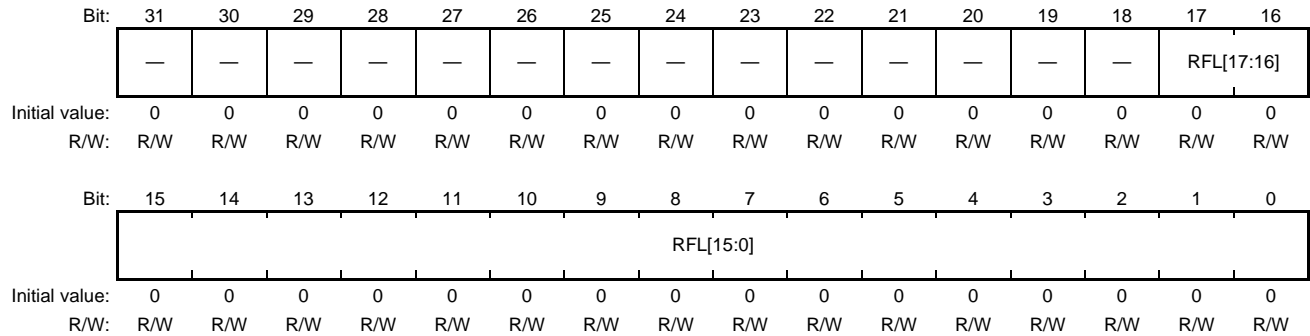 Bit: 31 30 29 28 27 26 25 24 23 22 21 20 19 18 17 16
— — — — — — — — — — — — — — RFL[17:16]
Initial value: 0 0 0 0 0 0 0 0 0 0 0 0 0 0 0 0
R/W: R/W R/W R/W R/W R/W R/W R/W R/W R/W R/W R/W R/W R/W R/W R/W R/W
Bit: 15 14 13 12 11 10 9 8 7 6 5 4 3 2 1 0
RFL[15:0]
Initial value: 0 0 0 0 0 0 0 0 0 0 0 0 0 0 0 0
R/W: R/W R/W R/W R/W R/W R/W R/W R/W R/W R/W R/W R/W R/W R/W R/W R/W